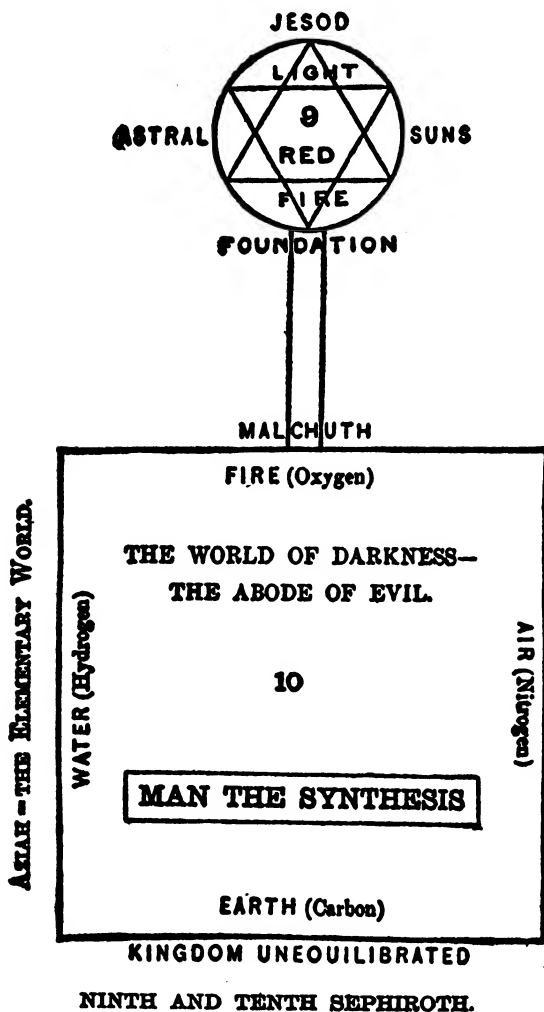 JESOD
LIGHT
9
ASTRAL
SUNS
RED
FIRE
FOUNDATION
MALCHUTH
FIRE (Oxygen)
ASIAH = THE ELEMENTARY WORLD.
THE WORLD OF DARKNESS—
THE ABODE OF EVIL.
WATER (Hydrogen)
AIR (Nitrogen)
10
MAN THE SYNTHESIS
EARTH (Carbon)
KINGDOM UNEQUILIBRATED
NINTH AND TENTH SEPHIROTH.